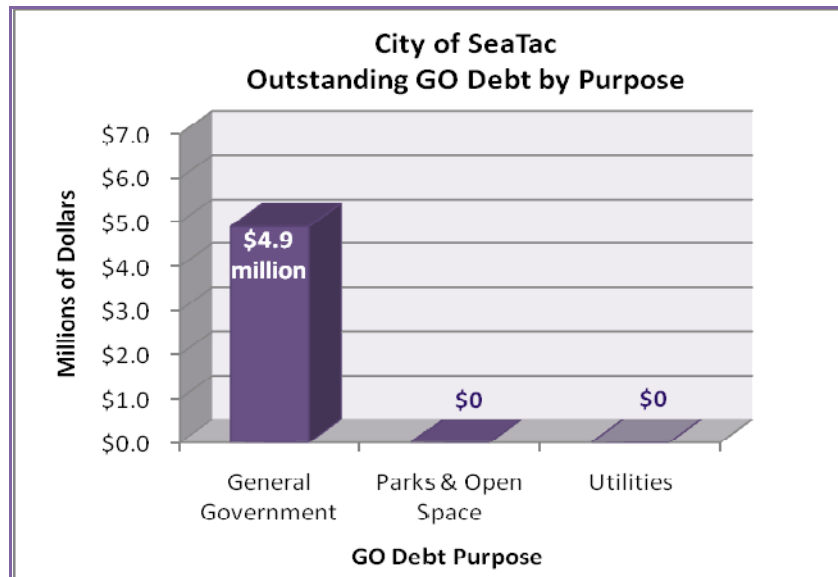 City of SeaTac
Outstanding GO Debt by Purpose
Millions of Dollars
$7.0
$6.0
$5.0
$4.0
$3.0
$2.0
$1.0
$0.0
$4.9
million
$0
$0
General
Government
Parks & Open
Space
Utilities
GO Debt Purpose